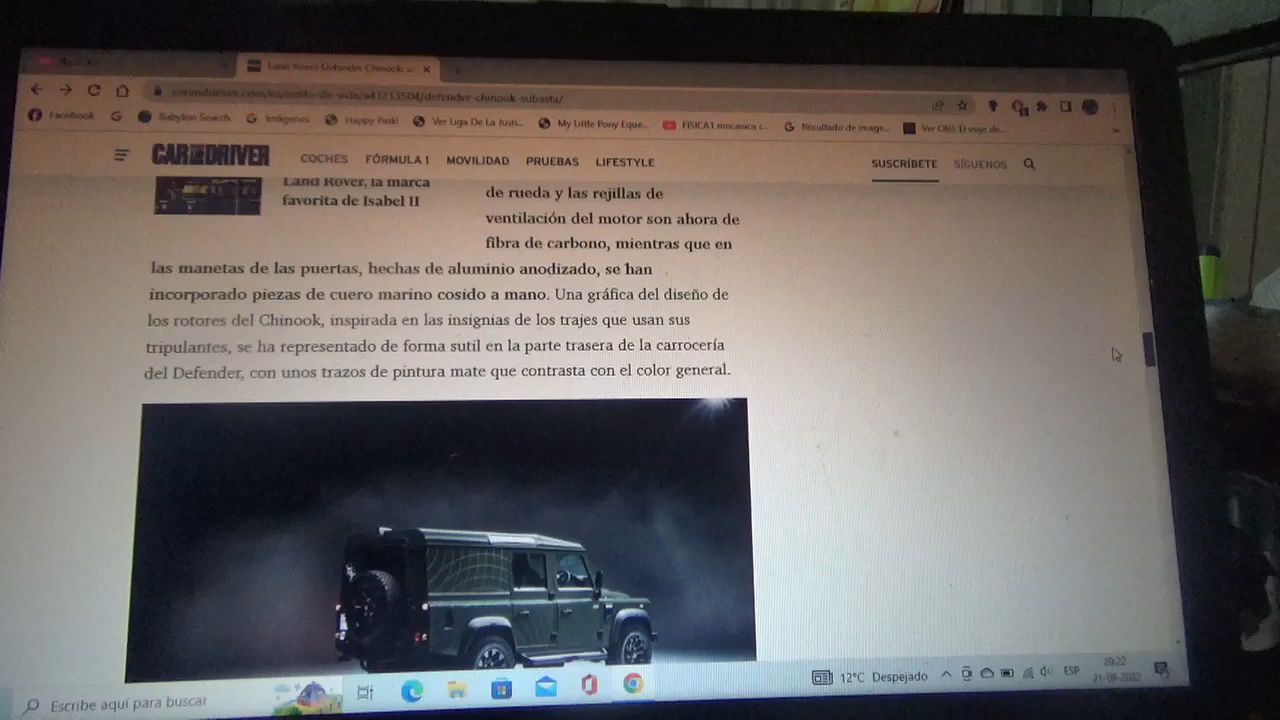 Land Rover Defender Chinook: s
caranddriver.com/es/estilo-de-vida/a41213504/defender-chinook-subasta/
Facebook
Babylon Search
Imágenes
Happy Pink!
Ver Liga De La Justi...
My Little Pony Eque...
FISICA1 mecanica c...
Resultado de image...
Ver Olé! El viaje de...
CAR AND DRIVER
COCHES FÓRMULA 1 MOVILIDAD PRUEBAS LIFESTYLE
SUSCRÍBETE SÍGUENOS
Land Rover, la marca
favorita de Isabel II
de rueda y las rejillas de
ventilación del motor son ahora de
fibra de carbono, mientras que en
las manetas de las puertas, hechas de aluminio anodizado, se han
incorporado piezas de cuero marino cosido a mano. Una gráfica del diseño de
los rotores del Chinook, inspirada en las insignias de los trajes que usan sus
tripulantes, se ha representado de forma sutil en la parte trasera de la carrocería
del Defender, con unos trazos de pintura mate que contrasta con el color general.
Escribe aquí para buscar
12°C Despejado
ESP
20:22
21-09-2022